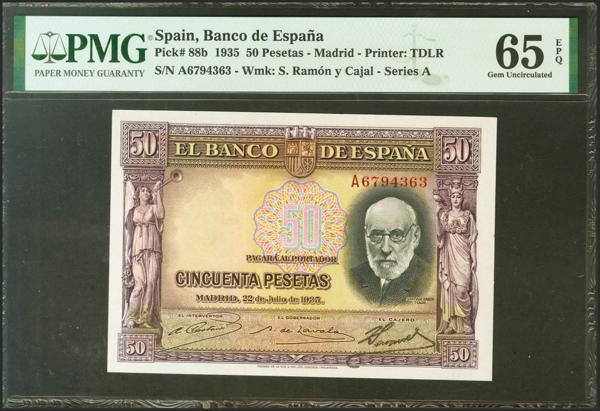 PMG
PAPER MONEY GUARANTY
Spain, Banco de España
Pick# 88b 1935 50 Pesetas - Madrid - Printer: TDLR
S/N A6794363 - Wmk: S. Ramón y Cajal - Series A
65
EPQ
Gem Uncirculated
50
50
EL BANCO DE ESPAÑA
A6794363
50
PAGARÁ AL PORTADOR
CINCUENTA PESETAS
MADRID, 22 de Julio de 1935.
EL INTERVENTOR
EL GOBERNADOR
EL CAJERO
50
50